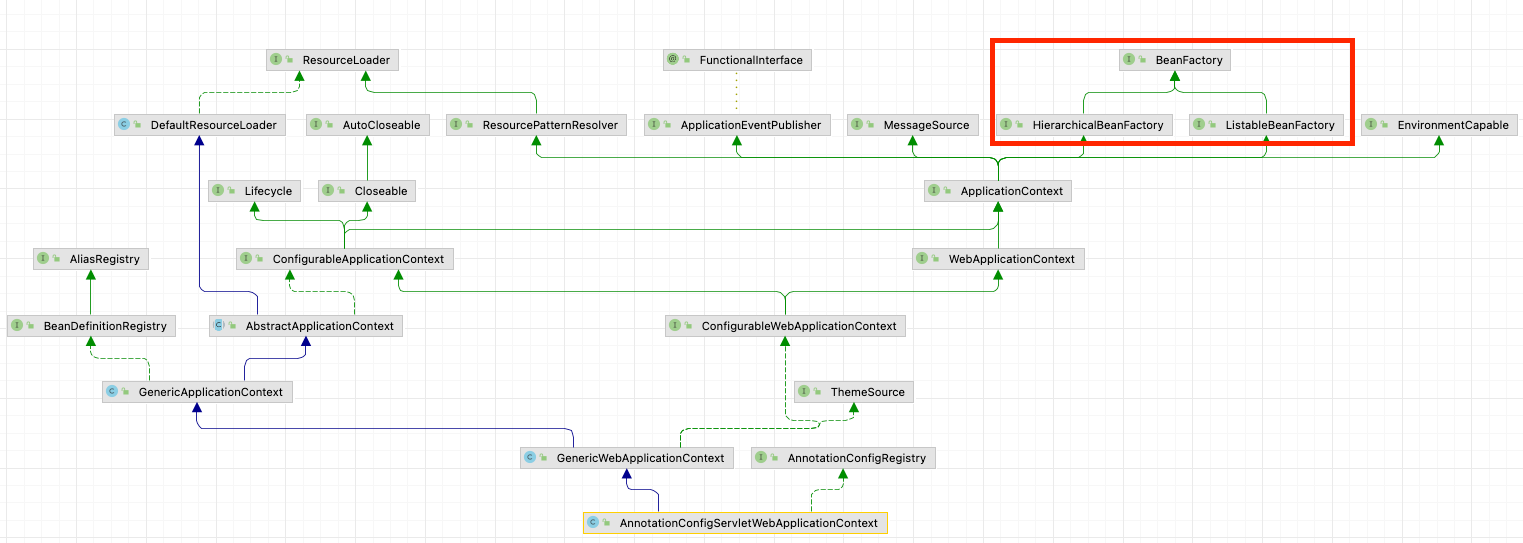 ResourceLoader
FunctionalInterface
BeanFactory
DefaultResourceLoader
AutoCloseable
ResourcePatternResolver
ApplicationEventPublisher
MessageSource
HierarchicalBeanFactory
ListableBeanFactory
EnvironmentCapable
Lifecycle
Closeable
ApplicationContext
AliasRegistry
ConfigurableApplicationContext
WebApplicationContext
BeanDefinitionRegistry
AbstractApplicationContext
ConfigurableWebApplicationContext
GenericApplicationContext
ThemeSource
GenericWebApplicationContext
AnnotationConfigRegistry
AnnotationConfigServletWebApplicationContext